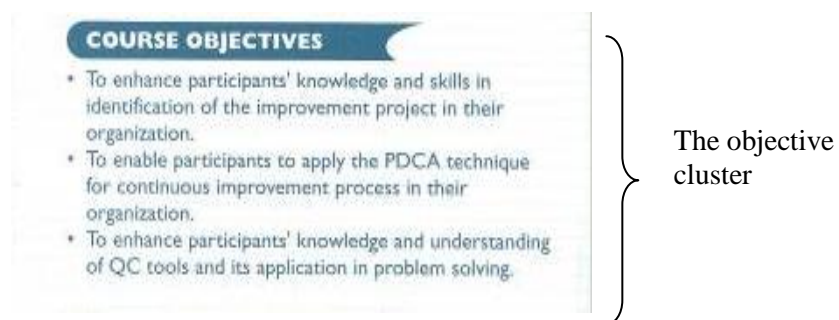 COURSE OBJECTIVES
• To enhance participants' knowledge and skills in
identification of the improvement project in their
organization.
• To enable participants to apply the PDCA technique
for continuous improvement process in their
organization.
• To enhance participants' knowledge and understanding
of QC tools and its application in problem solving.
The objective
cluster